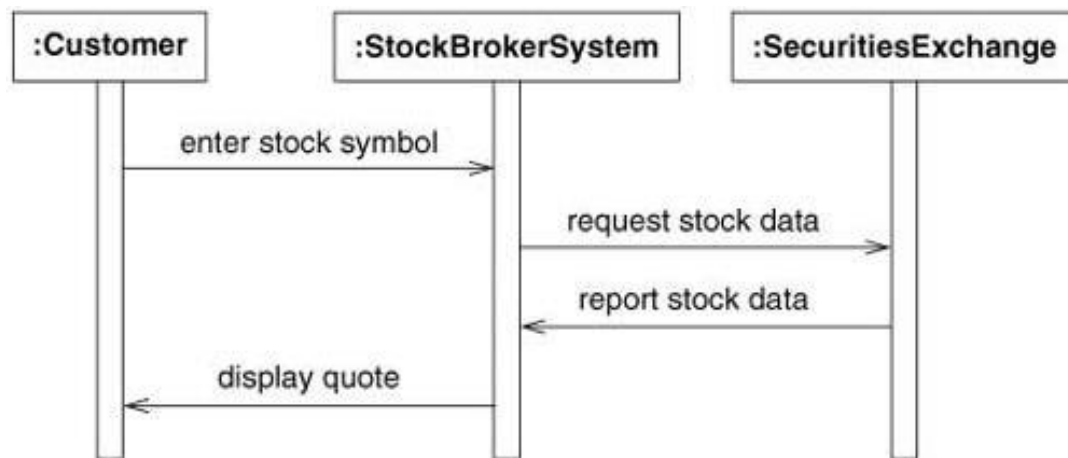 :Customer
:StockBrokerSystem
:SecuritiesExchange
enter stock symbol
request stock data
report stock data
display quote